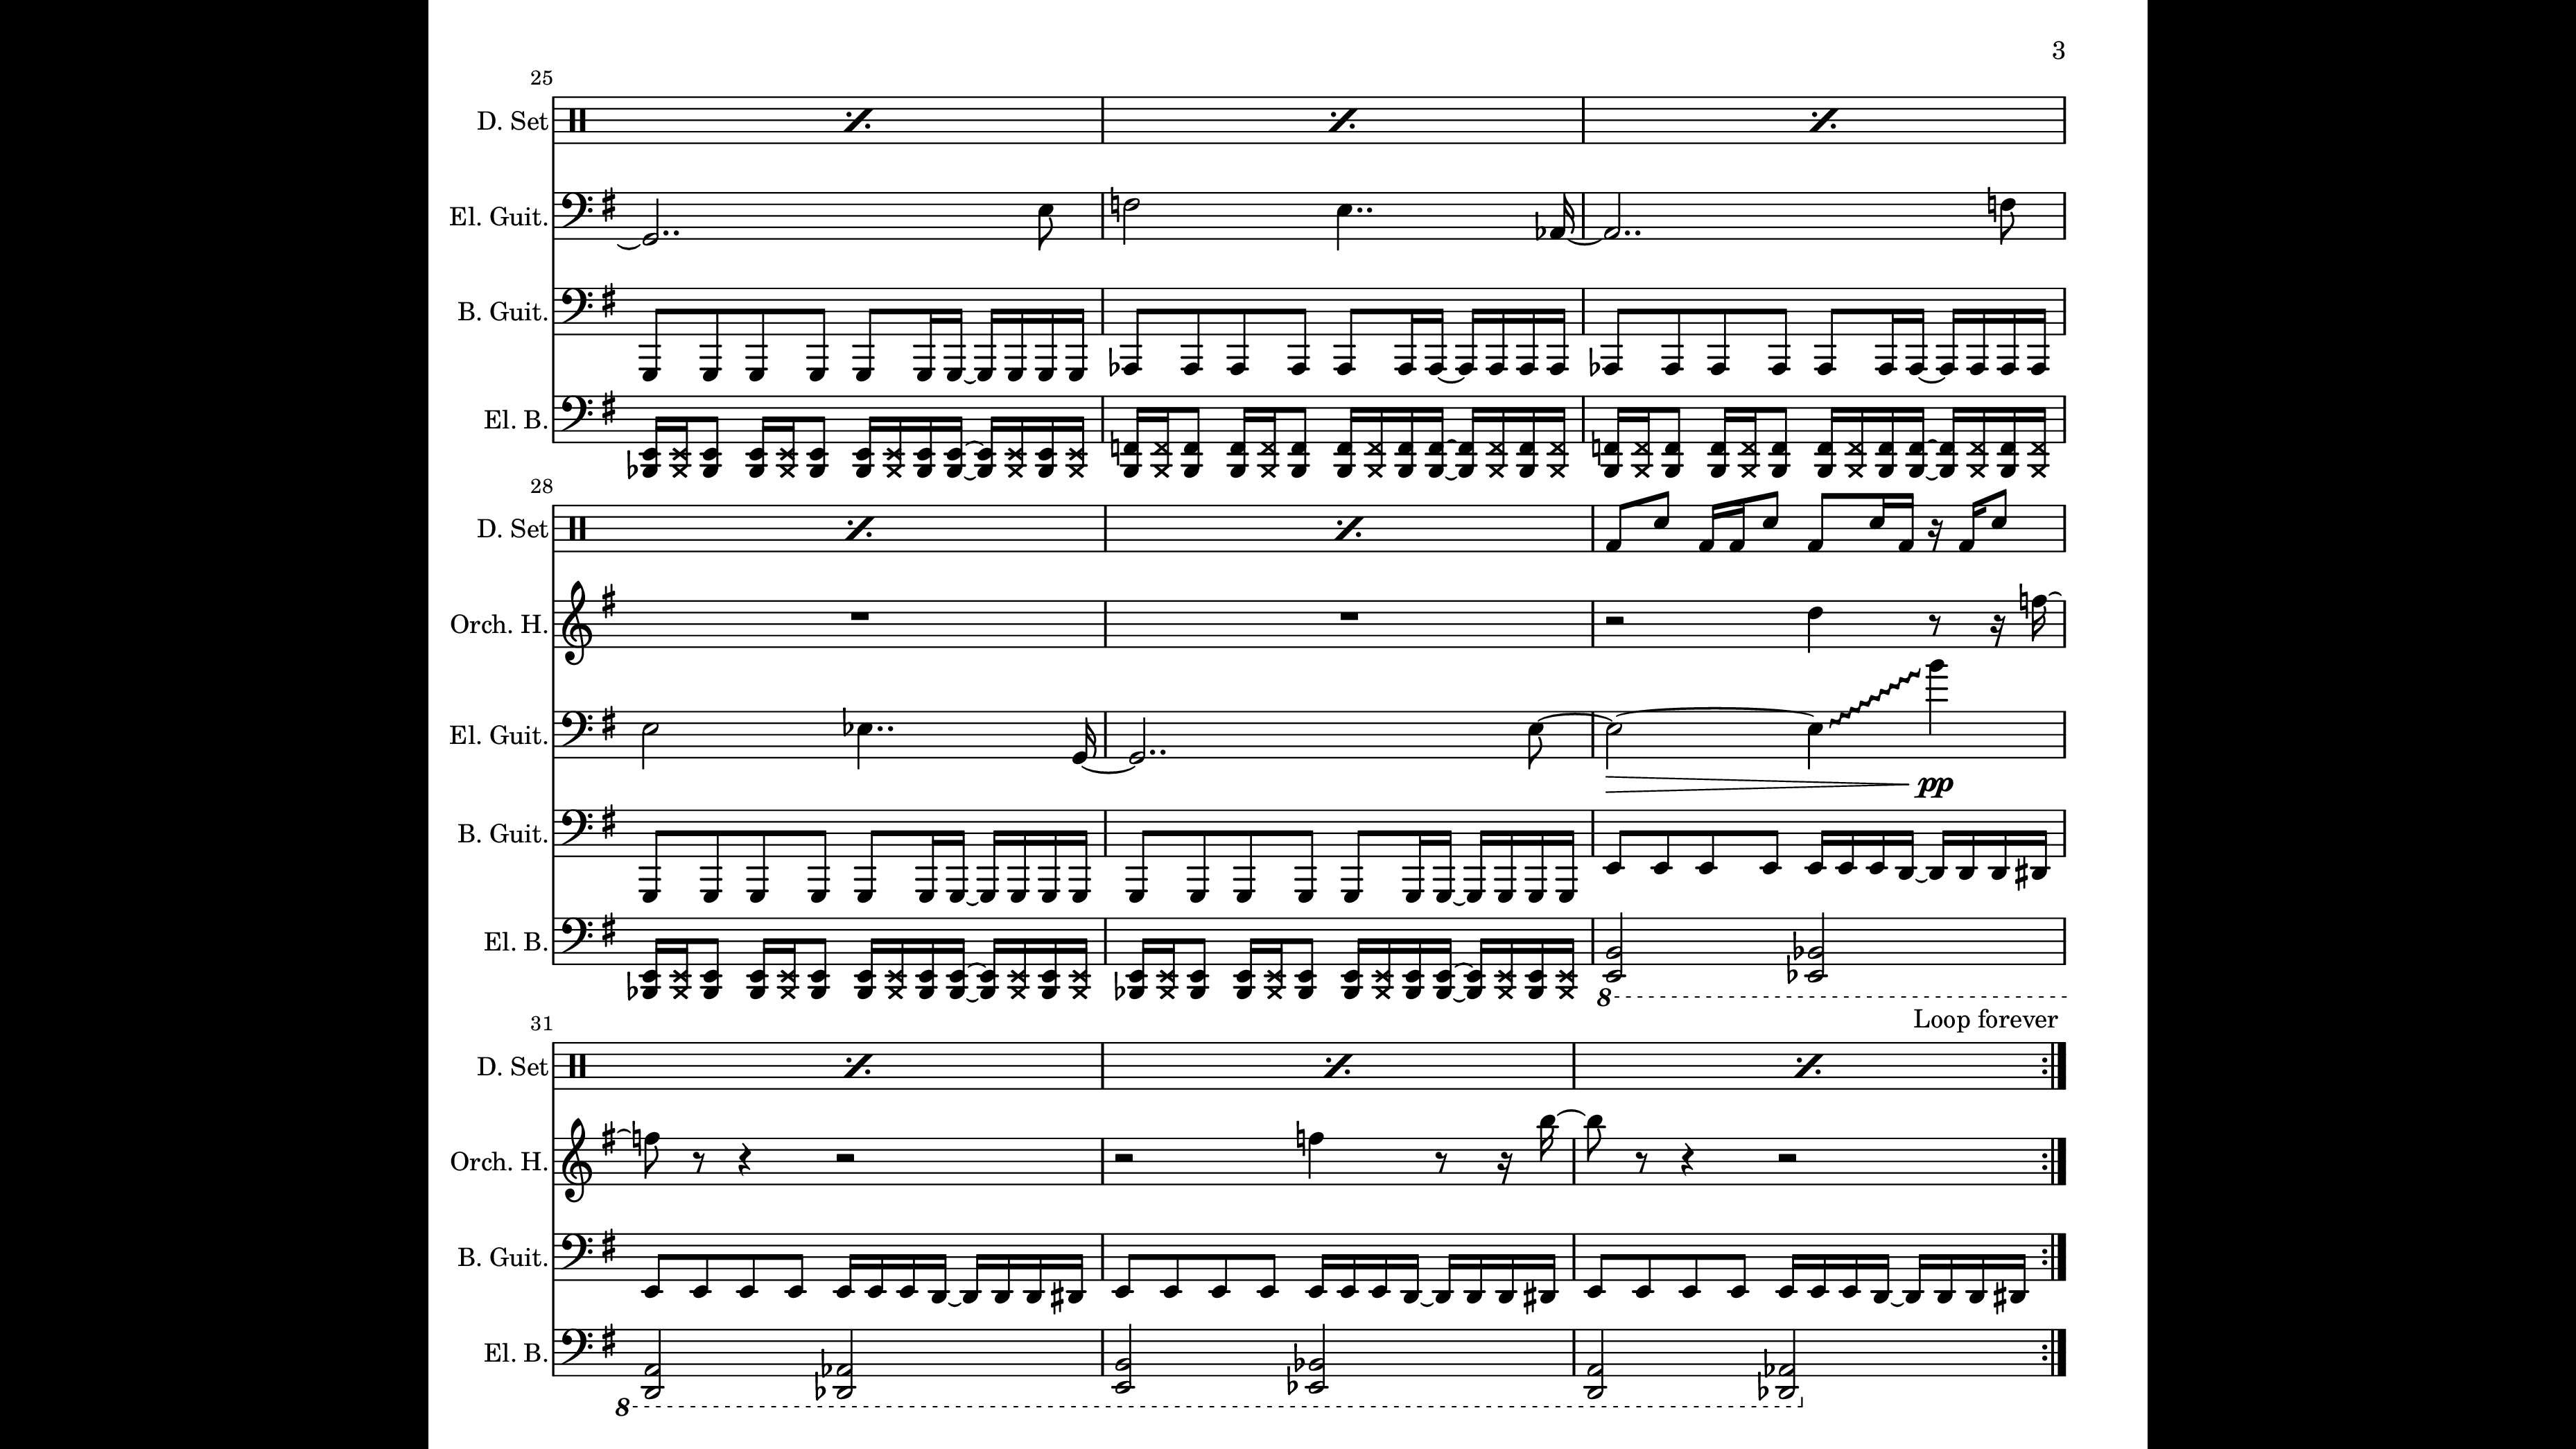 3
25
D. Set
El. Guit.
B. Guit.
El. B.
28
D. Set
Orch. H.
El. Guit.
pp
B. Guit.
El. B.
8
Loop forever
31
D. Set
Orch. H.
B. Guit.
El. B.
8